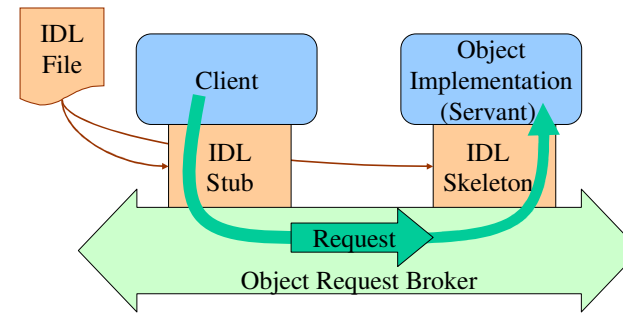 IDL
File
Client
Object
Implementation
(Servant)
IDL
Stub
IDL
Skeleton
Request
Object Request Broker